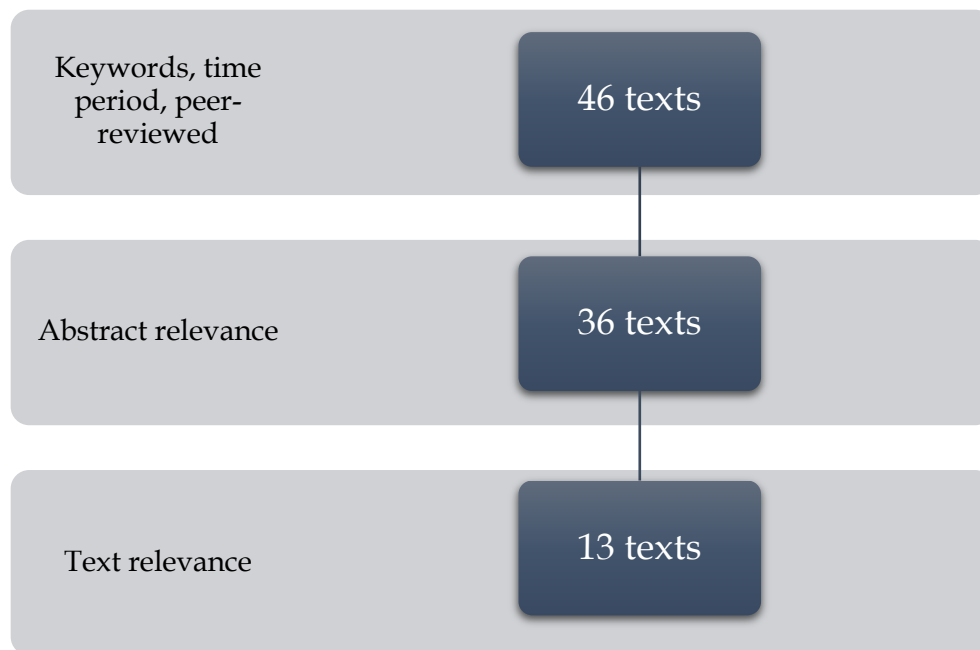 Keywords, time
period, peer-
reviewed
46 texts
Abstract relevance
36 texts
Text relevance
13 texts